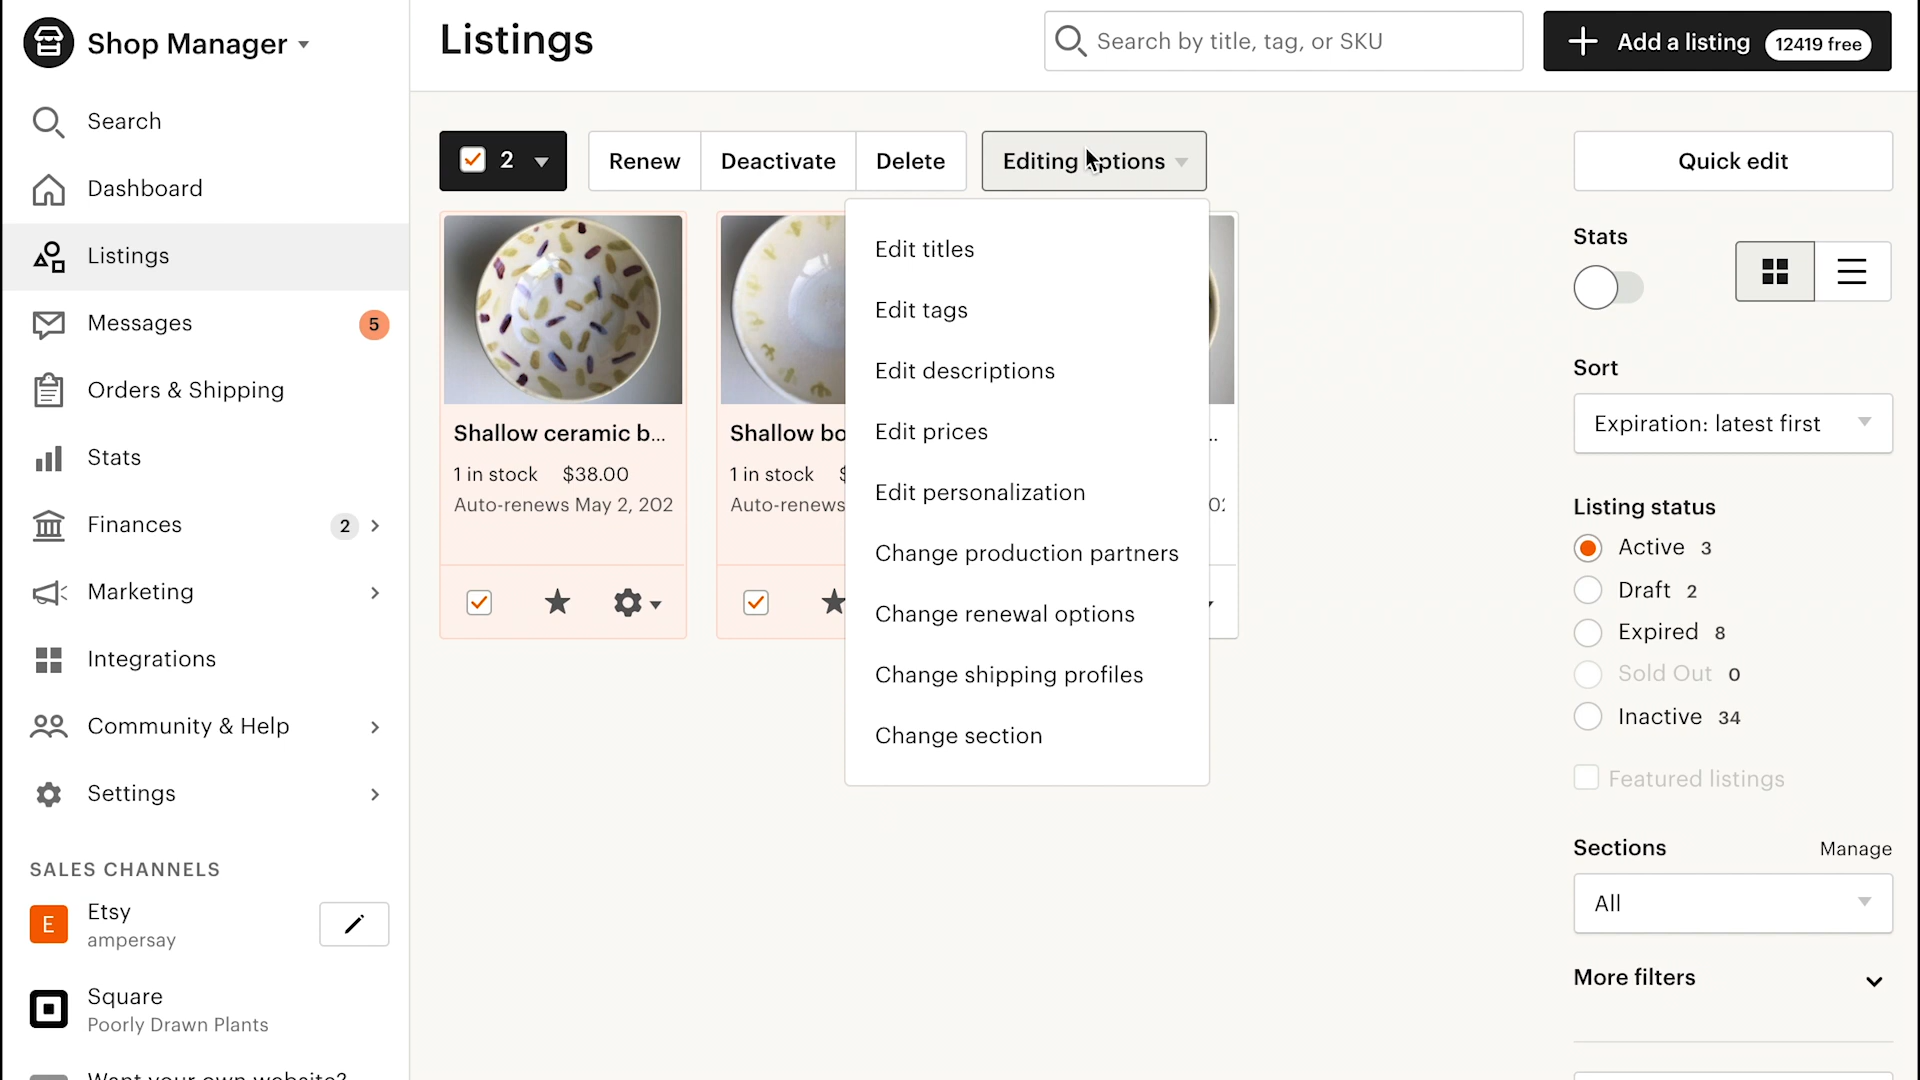 Shop Manager
Search
Dashboard
Listings
Messages
5
Orders & Shipping
Stats
Finances
2
Marketing
Integrations
Community & Help
Settings
SALES CHANNELS
E
Etsy
ampersay
Square
Poorly Drawn Plants
Want your own website?
Listings
Search by title, tag, or SKU
Add a listing 12419 free
2
Renew
Deactivate
Delete
Editing options
Edit titles
Edit tags
Edit descriptions
Edit prices
Edit personalization
Change production partners
Change renewal options
Change shipping profiles
Change section
Shallow ceramic b...
1 in stock $38.00
Auto-renews May 2, 202
Shallow bo
1 in stock $
Auto-renews
Quick edit
Stats
Sort
Expiration: latest first
Listing status
Active 3
Draft 2
Expired 8
Sold Out 0
Inactive 34
Featured listings
Sections Manage
All
More filters